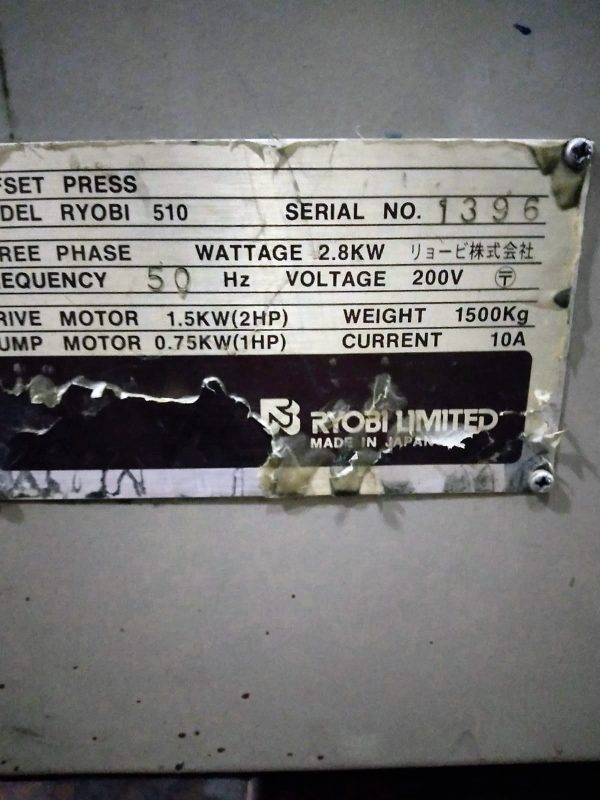 FSET PRESS
DEL RYOBI 510 SERIAL NO. 1396
REE PHASE WATTAGE 2.8KW リョービ株式会社
EQUENCY 50 Hz VOLTAGE 200V 〶
RIVE MOTOR 1.5KW(2HP) WEIGHT 1500Kg
UMP MOTOR 0.75KW(1HP) CURRENT 10A
RYOBI LIMITED
MADE IN JAPAN